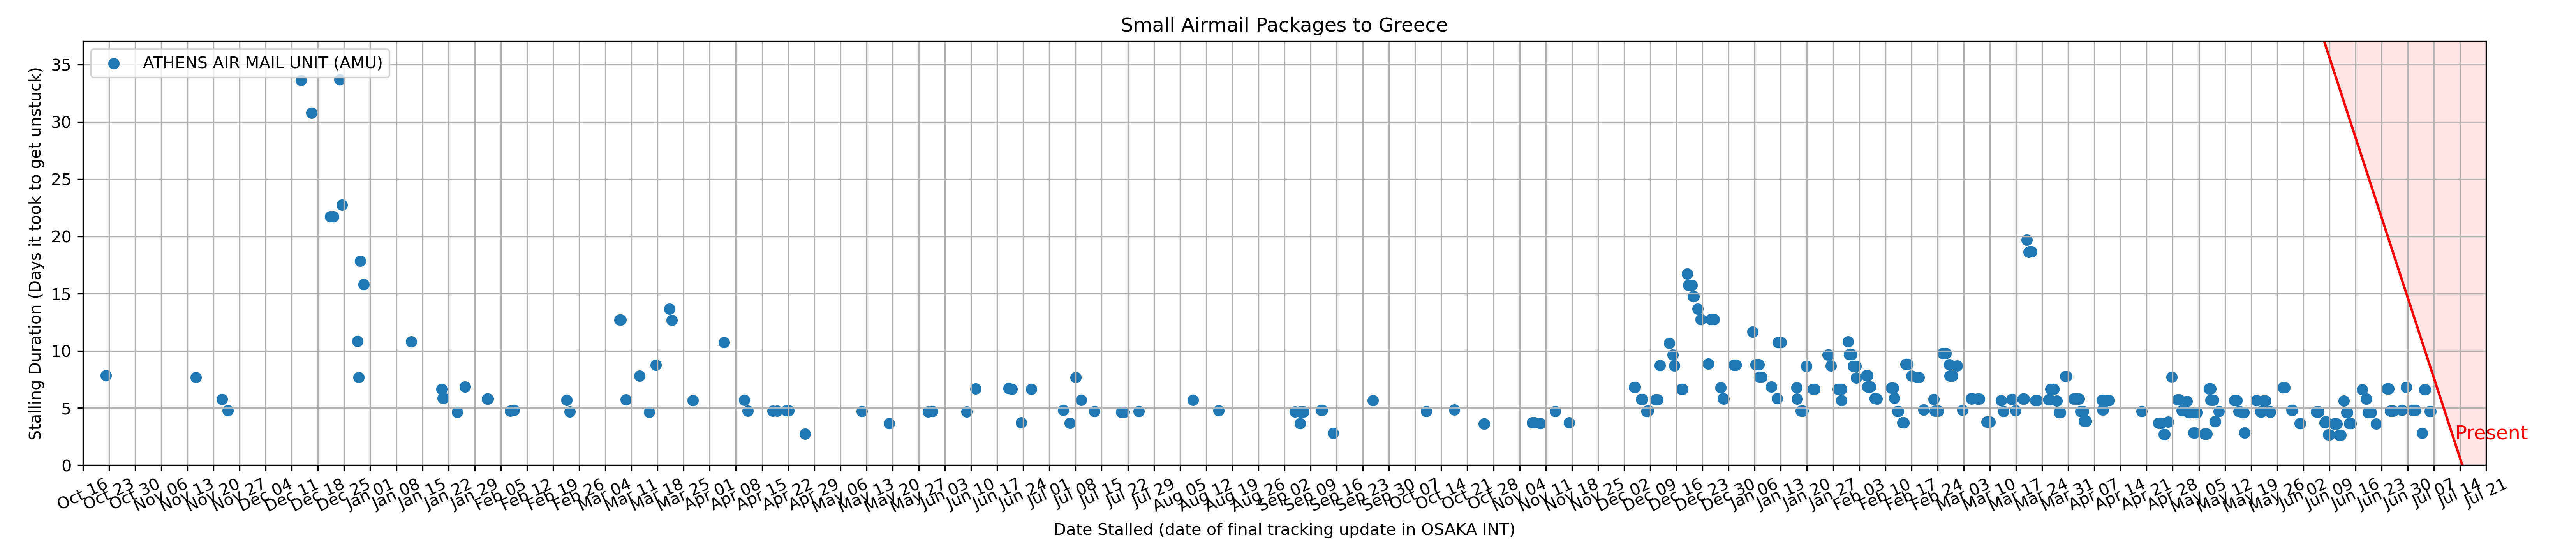 Small Airmail Packages to Greece
ATHENS AIR MAIL UNIT (AMU)
Stalling Duration (Days it took to get unstuck)
35
30
25
20
15
10
5
0
Present
Oct 16
Oct 23
Oct 30
Nov 06
Nov 13
Nov 20
Nov 27
Dec 04
Dec 11
Dec 18
Dec 25
Jan 01
Jan 08
Jan 15
Jan 22
Jan 29
Feb 05
Feb 12
Feb 19
Feb 26
Mar 04
Mar 11
Mar 18
Mar 25
Apr 01
Apr 08
Apr 15
Apr 22
Apr 29
May 06
May 13
May 20
May 27
Jun 03
Jun 10
Jun 17
Jun 24
Jul 01
Jul 08
Jul 15
Jul 22
Jul 29
Aug 05
Aug 12
Aug 19
Aug 26
Sep 02
Sep 09
Sep 16
Sep 23
Sep 30
Oct 07
Oct 14
Oct 21
Oct 28
Nov 04
Nov 11
Nov 18
Nov 25
Dec 02
Dec 09
Dec 16
Dec 23
Dec 30
Jan 06
Jan 13
Jan 20
Jan 27
Feb 03
Feb 10
Feb 17
Feb 24
Mar 03
Mar 10
Mar 17
Mar 24
Mar 31
Apr 07
Apr 14
Apr 21
Apr 28
May 05
May 12
May 19
May 26
Jun 02
Jun 09
Jun 16
Jun 23
Jun 30
Jul 07
Jul 14
Jul 21
Date Stalled (date of final tracking update in OSAKA INT)